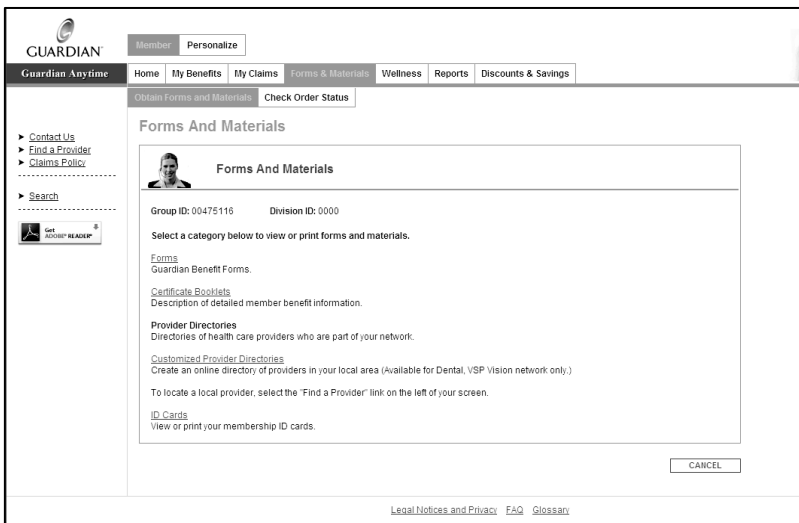 GUARDIAN
Member Personalize
Guardian Anytime
Home My Benefits My Claims Forms & Materials Wellness Reports Discounts & Savings
Obtain Forms and Materials Check Order Status
Contact Us
Find a Provider
Claims Policy
Search
Get
ADOBE® READER®
Forms And Materials
Forms And Materials
Group ID: 00475116 Division ID: 0000
Select a category below to view or print forms and materials.
Forms
Guardian Benefit Forms.
Certificate Booklets
Description of detailed member benefit information.
Provider Directories
Directories of health care providers who are part of your network.
Customized Provider Directories
Create an online directory of providers in your local area (Available for Dental, VSP Vision network only.)
To locate a local provider, select the "Find a Provider" link on the left of your screen.
ID Cards
View or print your membership ID cards.
CANCEL
Legal Notices and Privacy FAQ Glossary